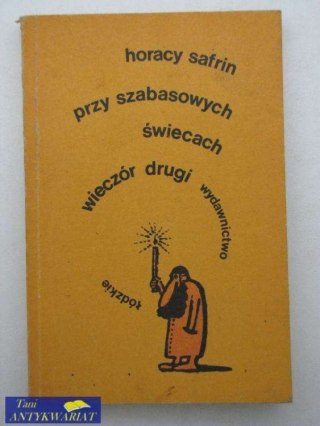 horacy safrin
przy szabasowych
świecach
wieczór drugi
wydawnictwo
łódzkie
Tani
ANTYKWARIAT